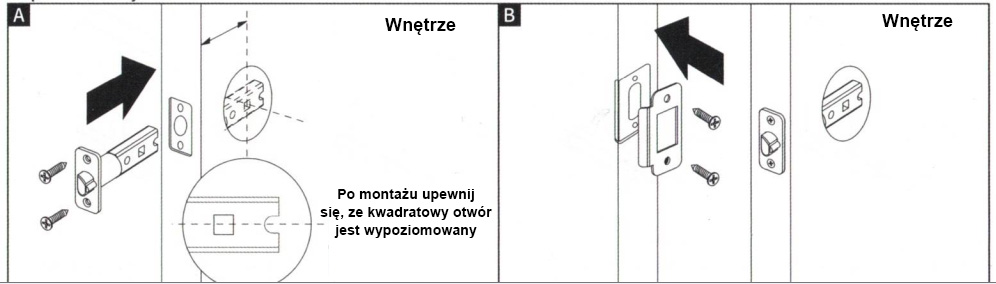 A
Wnętrze
Po montażu upewnij
się, ze kwadratowy otwór
jest wypoziomowany
B
Wnętrze